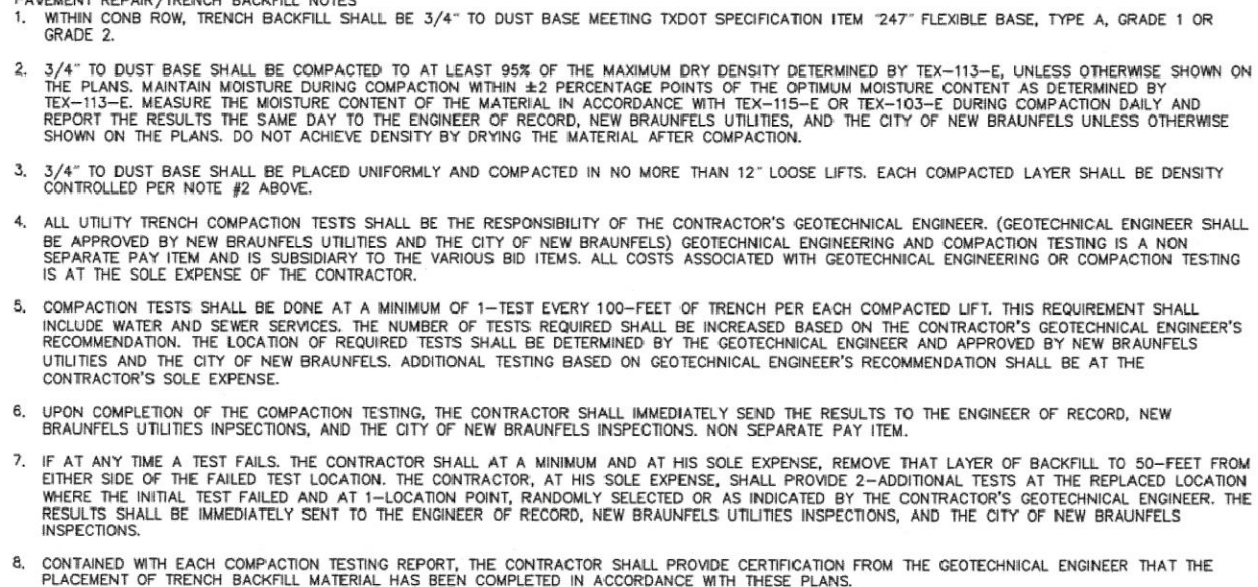 PAVEMENT REPAIR/TRENCH BACKFILL NOTES
1. WITHIN CONB ROW, TRENCH BACKFILL SHALL BE 3/4" TO DUST BASE MEETING TXDOT SPECIFICATION ITEM "247" FLEXIBLE BASE, TYPE A, GRADE 1 OR
GRADE 2.
2. 3/4" TO DUST BASE SHALL BE COMPACTED TO AT LEAST 95% OF THE MAXIMUM DRY DENSITY DETERMINED BY TEX-113-E, UNLESS OTHERWISE SHOWN ON
THE PLANS. MAINTAIN MOISTURE DURING COMPACTION WITHIN ±2 PERCENTAGE POINTS OF THE OPTIMUM MOISTURE CONTENT AS DETERMINED BY
TEX-113-E. MEASURE THE MOISTURE CONTENT OF THE MATERIAL IN ACCORDANCE WITH TEX-115-E OR TEX-103-E DURING COMPACTION DAILY AND
REPORT THE RESULTS THE SAME DAY TO THE ENGINEER OF RECORD, NEW BRAUNFELS UTILITIES, AND THE CITY OF NEW BRAUNFELS UNLESS OTHERWISE
SHOWN ON THE PLANS. DO NOT ACHIEVE DENSITY BY DRYING THE MATERIAL AFTER COMPACTION.
3. 3/4" TO DUST BASE SHALL BE PLACED UNIFORMLY AND COMPACTED IN NO MORE THAN 12" LOOSE LIFTS. EACH COMPACTED LAYER SHALL BE DENSITY
CONTROLLED PER NOTE #2 ABOVE.
4. ALL UTILITY TRENCH COMPACTION TESTS SHALL BE THE RESPONSIBILITY OF THE CONTRACTOR'S GEOTECHNICAL ENGINEER. (GEOTECHNICAL ENGINEER SHALL
BE APPROVED BY NEW BRAUNFELS UTILITIES AND THE CITY OF NEW BRAUNFELS) GEOTECHNICAL ENGINEERING AND COMPACTION TESTING IS A NON
SEPARATE PAY ITEM AND IS SUBSIDIARY TO THE VARIOUS BID ITEMS. ALL COSTS ASSOCIATED WITH GEOTECHNICAL ENGINEERING OR COMPACTION TESTING
IS AT THE SOLE EXPENSE OF THE CONTRACTOR.
5. COMPACTION TESTS SHALL BE DONE AT A MINIMUM OF 1-TEST EVERY 100-FEET OF TRENCH PER EACH COMPACTED LIFT. THIS REQUIREMENT SHALL
INCLUDE WATER AND SEWER SERVICES. THE NUMBER OF TESTS REQUIRED SHALL BE INCREASED BASED ON THE CONTRACTOR'S GEOTECHNICAL ENGINEER'S
RECOMMENDATION. THE LOCATION OF REQUIRED TESTS SHALL BE DETERMINED BY THE GEOTECHNICAL ENGINEER AND APPROVED BY NEW BRAUNFELS
UTILITIES AND THE CITY OF NEW BRAUNFELS. ADDITIONAL TESTING BASED ON GEOTECHNICAL ENGINEER'S RECOMMENDATION SHALL BE AT THE
CONTRACTOR'S SOLE EXPENSE.
6. UPON COMPLETION OF THE COMPACTION TESTING, THE CONTRACTOR SHALL IMMEDIATELY SEND THE RESULTS TO THE ENGINEER OF RECORD, NEW
BRAUNFELS UTILITIES INPSECTIONS, AND THE CITY OF NEW BRAUNFELS INSPECTIONS. NON SEPARATE PAY ITEM.
7. IF AT ANY TIME A TEST FAILS. THE CONTRACTOR SHALL AT A MINIMUM AND AT HIS SOLE EXPENSE, REMOVE THAT LAYER OF BACKFILL TO 50-FEET FROM
EITHER SIDE OF THE FAILED TEST LOCATION. THE CONTRACTOR, AT HIS SOLE EXPENSE, SHALL PROVIDE 2-ADDITIONAL TESTS AT THE REPLACED LOCATION
WHERE THE INITIAL TEST FAILED AND AT 1-LOCATION POINT, RANDOMLY SELECTED OR AS INDICATED BY THE CONTRACTOR'S GEOTECHNICAL ENGINEER. THE
RESULTS SHALL BE IMMEDIATELY SENT TO THE ENGINEER OF RECORD, NEW BRAUNFELS UTILITIES INSPECTIONS, AND THE CITY OF NEW BRAUNFELS
INSPECTIONS.
8. CONTAINED WITH EACH COMPACTION TESTING REPORT, THE CONTRACTOR SHALL PROVIDE CERTIFICATION FROM THE GEOTECHNICAL ENGINEER THAT THE
PLACEMENT OF TRENCH BACKFILL MATERIAL HAS BEEN COMPLETED IN ACCORDANCE WITH THESE PLANS.